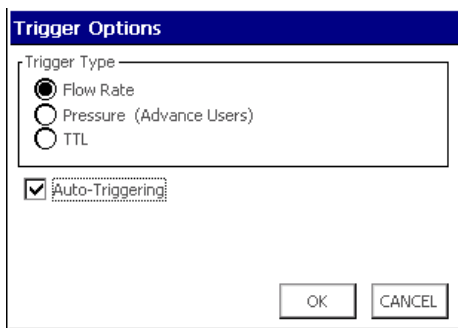 Trigger Options
Trigger Type
Flow Rate
Pressure (Advance Users)
TTL
Auto-Triggering
OK CANCEL